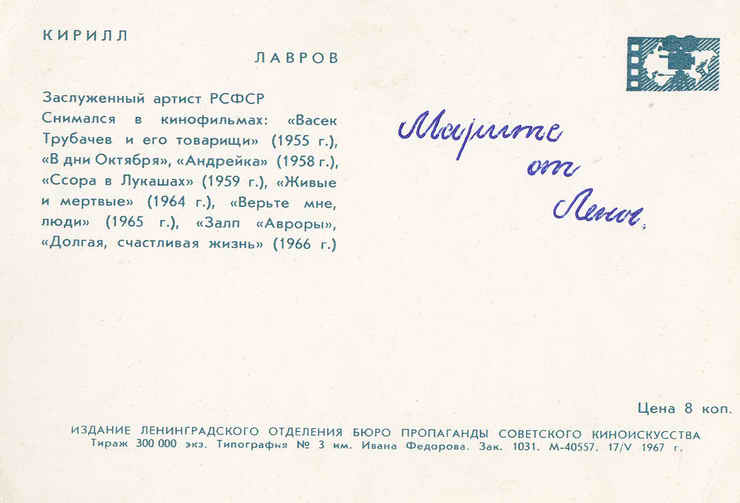 КИРИЛЛ
ЛАВРОВ
Заслуженный артист РСФСР
Снимался в кинофильмах: «Васек
Трубачев и его товарищи» (1955 г.),
«В дни Октября», «Андрейка» (1958 г.),
«Ссора в Лукашах» (1959 г.), «Живые
и мертвые» (1964 г.), «Верьте мне,
люди» (1965 г.), «Залп «Авроры»,
«Долгая, счастливая жизнь» (1966 г.)
Марите
от
Лены.
Цена 8 коп.
ИЗДАНИЕ ЛЕНИНГРАДСКОГО ОТДЕЛЕНИЯ БЮРО ПРОПАГАНДЫ СОВЕТСКОГО КИНОИСКУССТВА
Тираж 300 000 экз. Типография № 3 им. Ивана Федорова. Зак. 1031. М-40557. 17/V 1967 г.